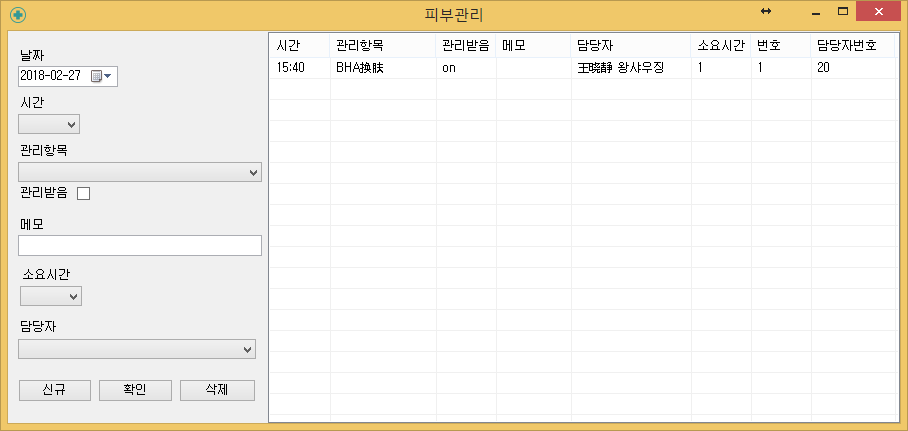 피부관리
날짜
2018-02-27
시간
관리항목
관리받음
메모
소요시간
담당자
신규 확인 삭제
시간 관리항목 관리받음 메모 담당자 소요시간 번호 담당자번호
15:40 BHA换肤 on 王晓静 왕샤우징 1 1 20